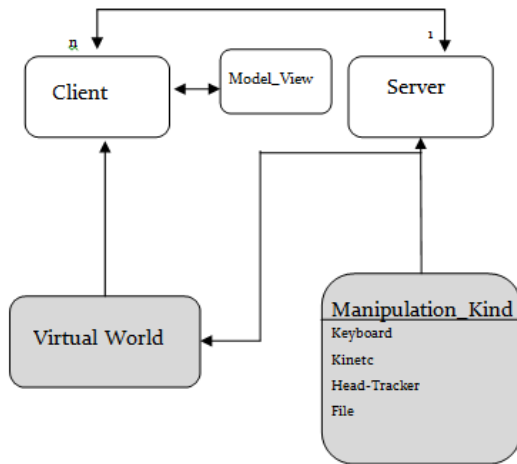 n
1
Client
Model_View
Server
Virtual World
Manipulation_Kind
Keyboard
Kinetc
Head-Tracker
File